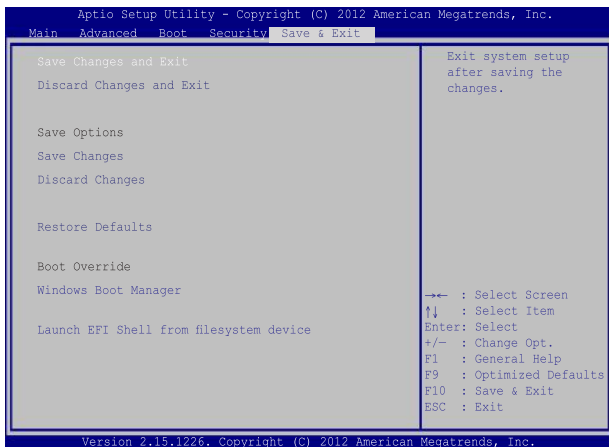 Aptio Setup Utility - Copyright (C) 2012 American Megatrends, Inc.
Main Advanced Boot Security Save & Exit
Save Changes and Exit
Discard Changes and Exit
Save Options
Save Changes
Discard Changes
Restore Defaults
Boot Override
Windows Boot Manager
Launch EFI Shell from filesystem device
Exit system setup
after saving the
changes.
→← : Select Screen
↑↓ : Select Item
Enter: Select
+/— : Change Opt.
F1 : General Help
F9 : Optimized Defaults
F10 : Save & Exit
ESC : Exit
Version 2.15.1226. Copyright (C) 2012 American Megatrends, Inc.